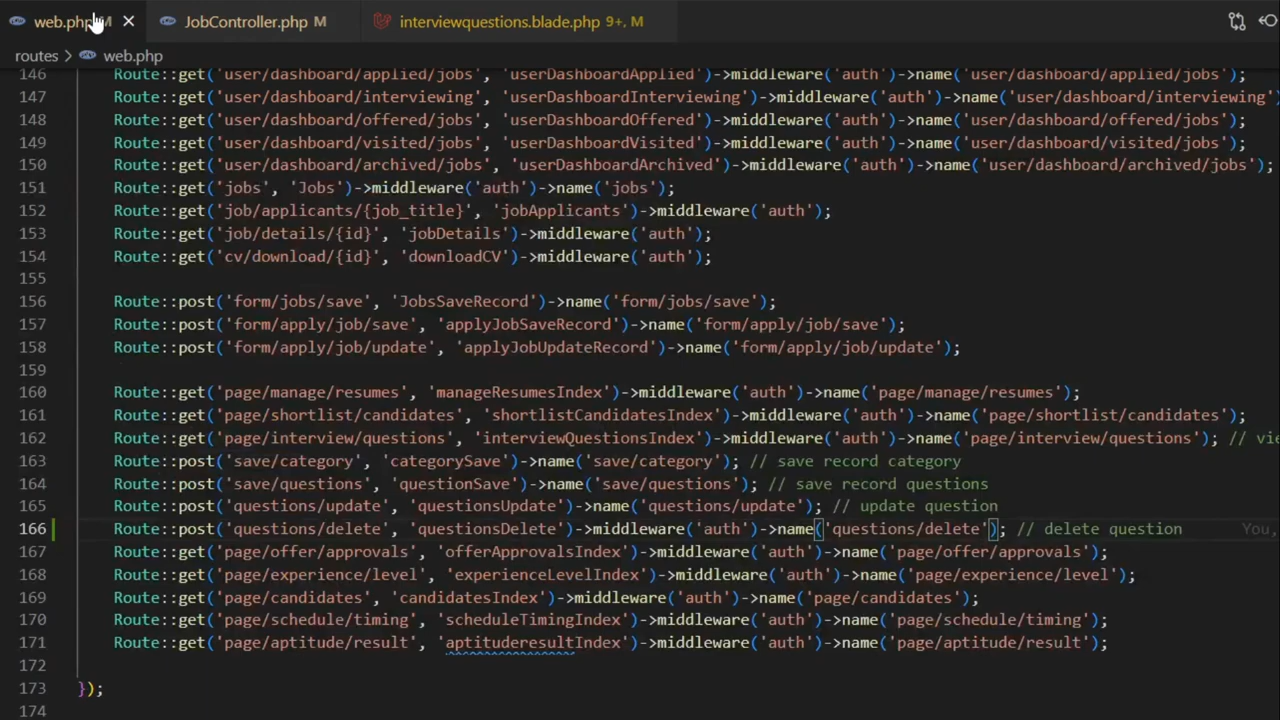 web.php M
JobController.php M
interviewquestions.blade.php 9+, M
routes > web.php
146 Route::get('user/dashboard/applied/jobs', 'userDashboardApplied')->middleware('auth')->name('user/dashboard/applied/jobs');
147 Route::get('user/dashboard/interviewing', 'userDashboardInterviewing')->middleware('auth')->name('user/dashboard/interviewing')
148 Route::get('user/dashboard/offered/jobs', 'userDashboardOffered')->middleware('auth')->name('user/dashboard/offered/jobs');
149 Route::get('user/dashboard/visited/jobs', 'userDashboardVisited')->middleware('auth')->name('user/dashboard/visited/jobs');
150 Route::get('user/dashboard/archived/jobs', 'userDashboardArchived')->middleware('auth')->name('user/dashboard/archived/jobs');
151 Route::get('jobs', 'Jobs')->middleware('auth')->name('jobs');
152 Route::get('job/applicants/{job_title}', 'jobApplicants')->middleware('auth');
153 Route::get('job/details/{id}', 'jobDetails')->middleware('auth');
154 Route::get('cv/download/{id}', 'downloadCV')->middleware('auth');
155
156 Route::post('form/jobs/save', 'JobsSaveRecord')->name('form/jobs/save');
157 Route::post('form/apply/job/save', 'applyJobSaveRecord')->name('form/apply/job/save');
158 Route::post('form/apply/job/update', 'applyJobUpdateRecord')->name('form/apply/job/update');
159
160 Route::get('page/manage/resumes', 'manageResumesIndex')->middleware('auth')->name('page/manage/resumes');
161 Route::get('page/shortlist/candidates', 'shortlistCandidatesIndex')->middleware('auth')->name('page/shortlist/candidates');
162 Route::get('page/interview/questions', 'interviewQuestionsIndex')->middleware('auth')->name('page/interview/questions'); // vie
163 Route::post('save/category', 'categorySave')->name('save/category'); // save record category
164 Route::post('save/questions', 'questionSave')->name('save/questions'); // save record questions
165 Route::post('questions/update', 'questionsUpdate')->name('questions/update'); // update question
166 Route::post('questions/delete', 'questionsDelete')->middleware('auth')->name('questions/delete'); // delete question You,
167 Route::get('page/offer/approvals', 'offerApprovalsIndex')->middleware('auth')->name('page/offer/approvals');
168 Route::get('page/experience/level', 'experienceLevelIndex')->middleware('auth')->name('page/experience/level');
169 Route::get('page/candidates', 'candidatesIndex')->middleware('auth')->name('page/candidates');
170 Route::get('page/schedule/timing', 'scheduleTimingIndex')->middleware('auth')->name('page/schedule/timing');
171 Route::get('page/aptitude/result', 'aptituderesultIndex')->middleware('auth')->name('page/aptitude/result');
172
173 });
174